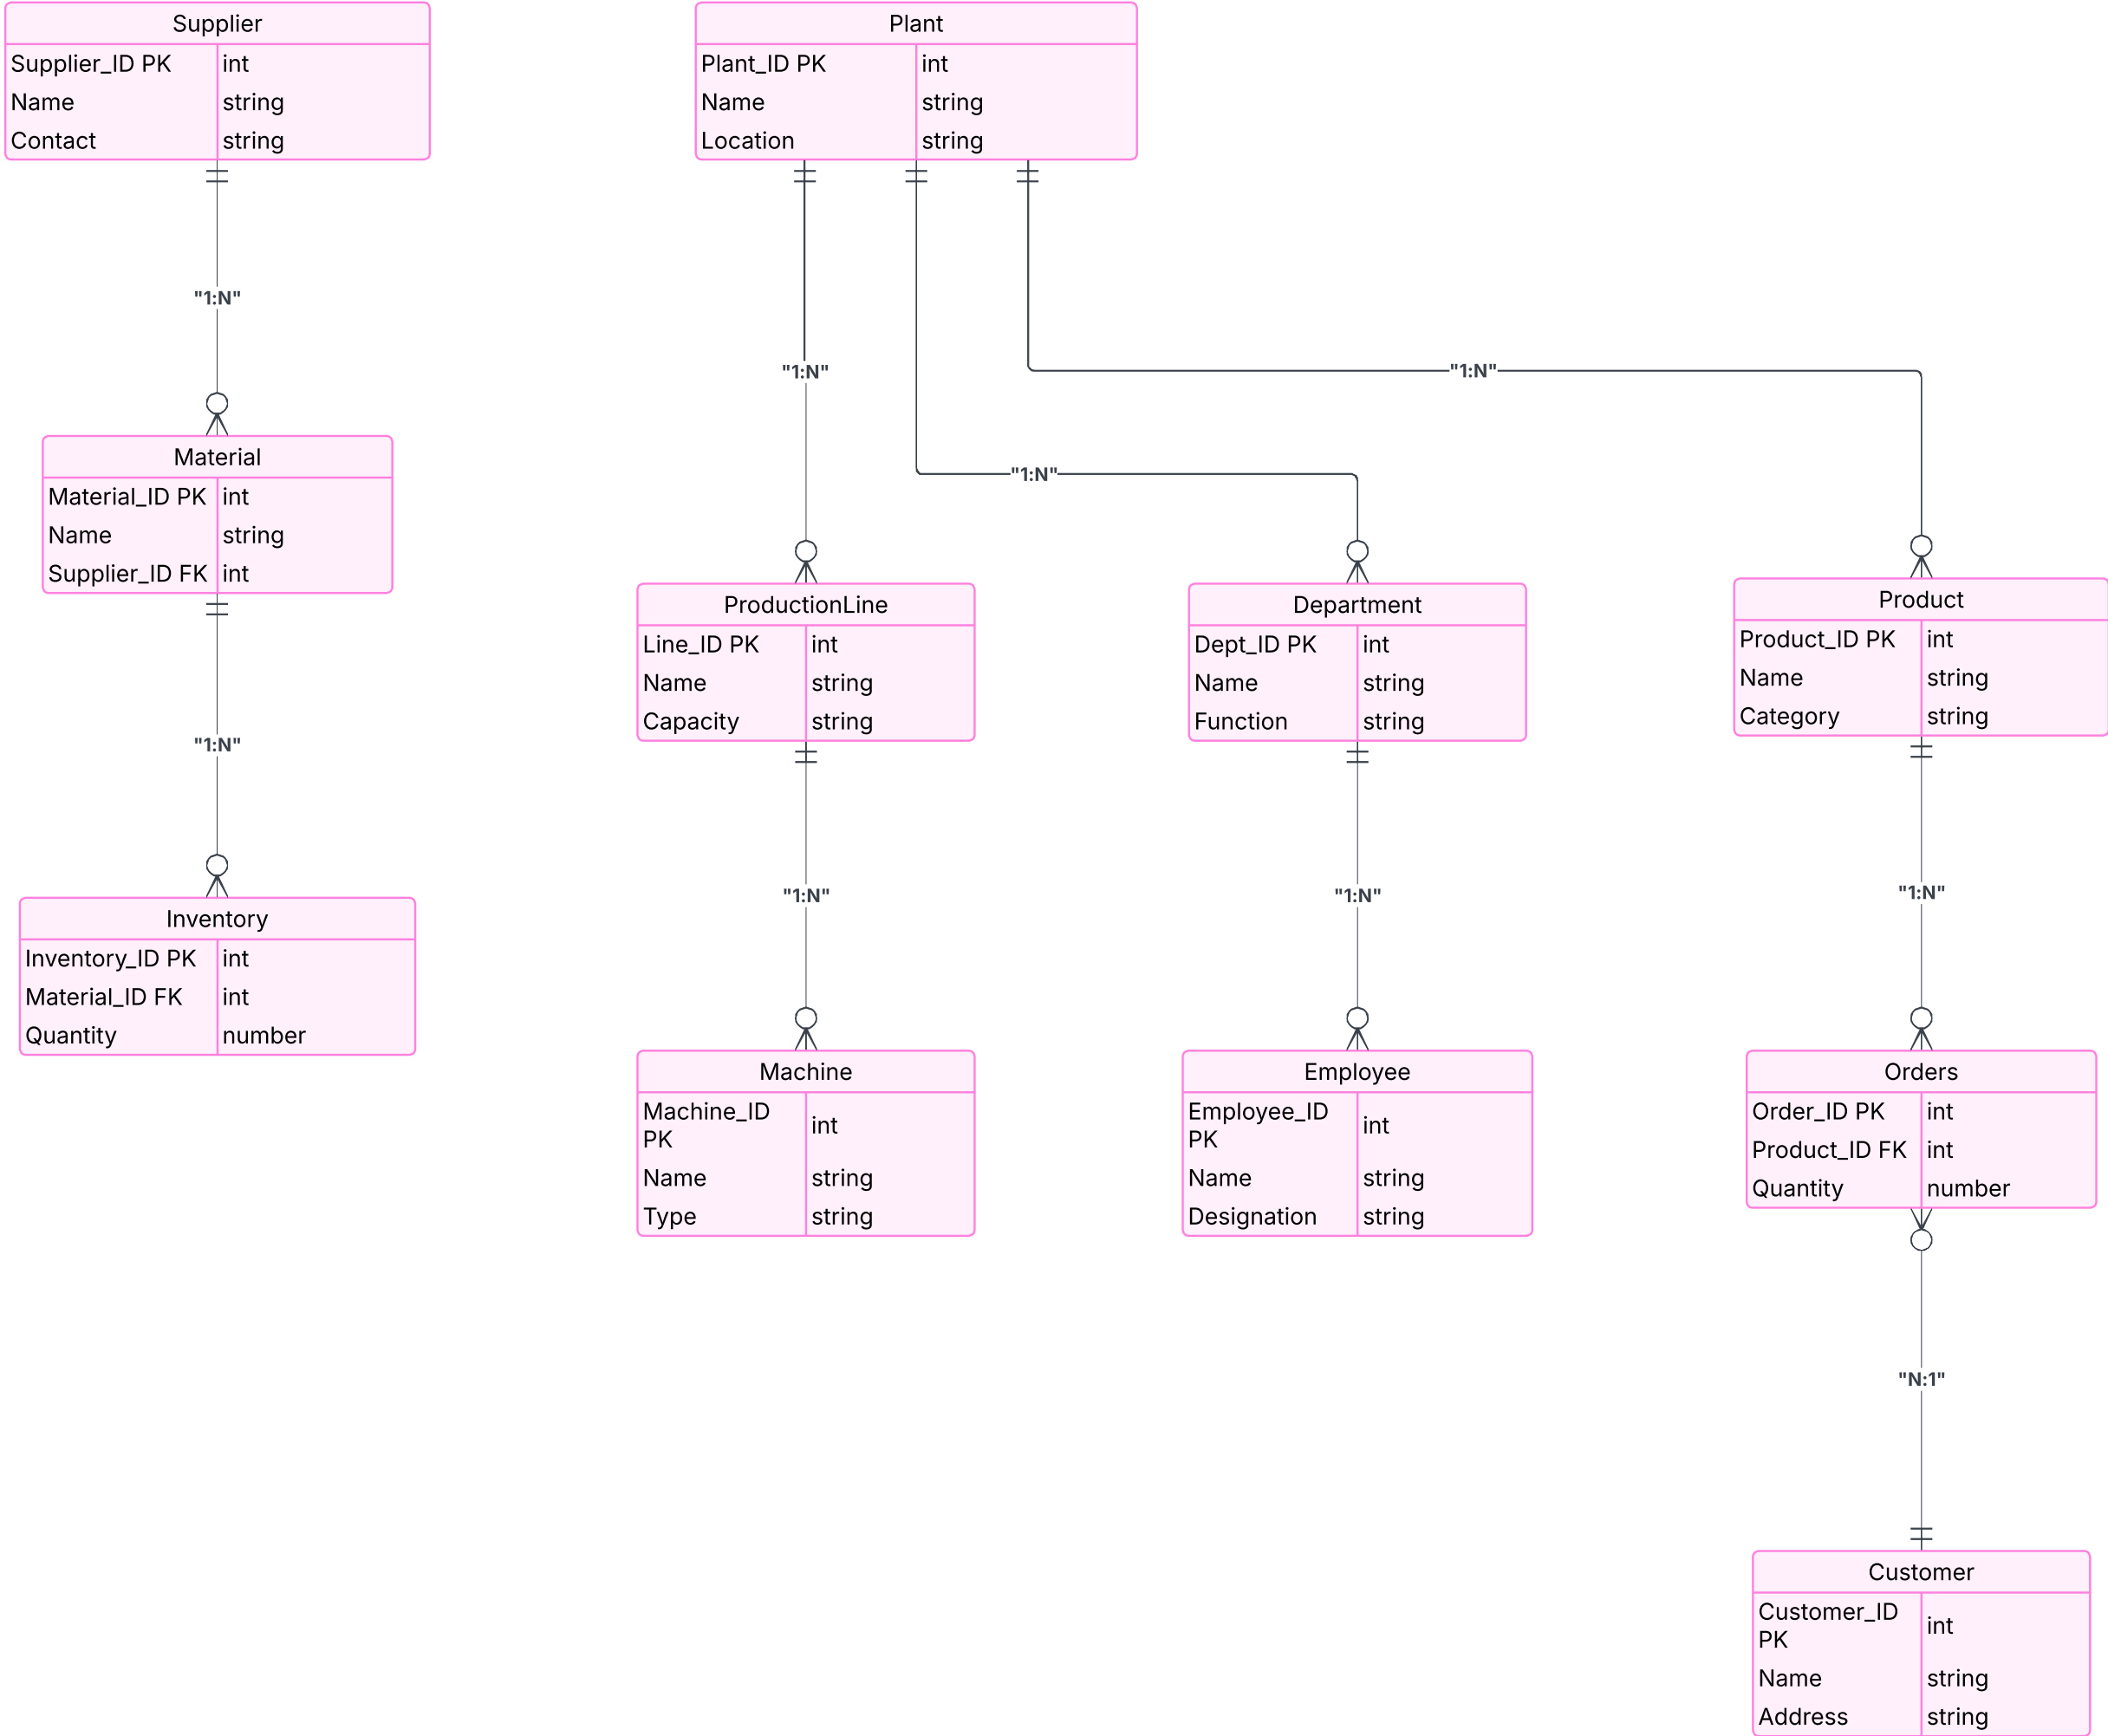 Supplier
Supplier_ID PK int
Name string
Contact string
"1:N"
Material
Material_ID PK int
Name string
Supplier_ID FK int
"1:N"
Inventory
Inventory_ID PK int
Material_ID FK int
Quantity number
Plant
Plant_ID PK int
Name string
Location string
"1:N"
"1:N"
"1:N"
ProductionLine
Line_ID PK int
Name string
Capacity string
"1:N"
Machine
Machine_ID
PK
int
Name string
Type string
Department
Dept_ID PK int
Name string
Function string
"1:N"
Employee
Employee_ID
PK
int
Name string
Designation string
Product
Product_ID PK int
Name string
Category string
"1:N"
Orders
Order_ID PK int
Product_ID FK int
Quantity number
"N:1"
Customer
Customer_ID
PK
int
Name string
Address string